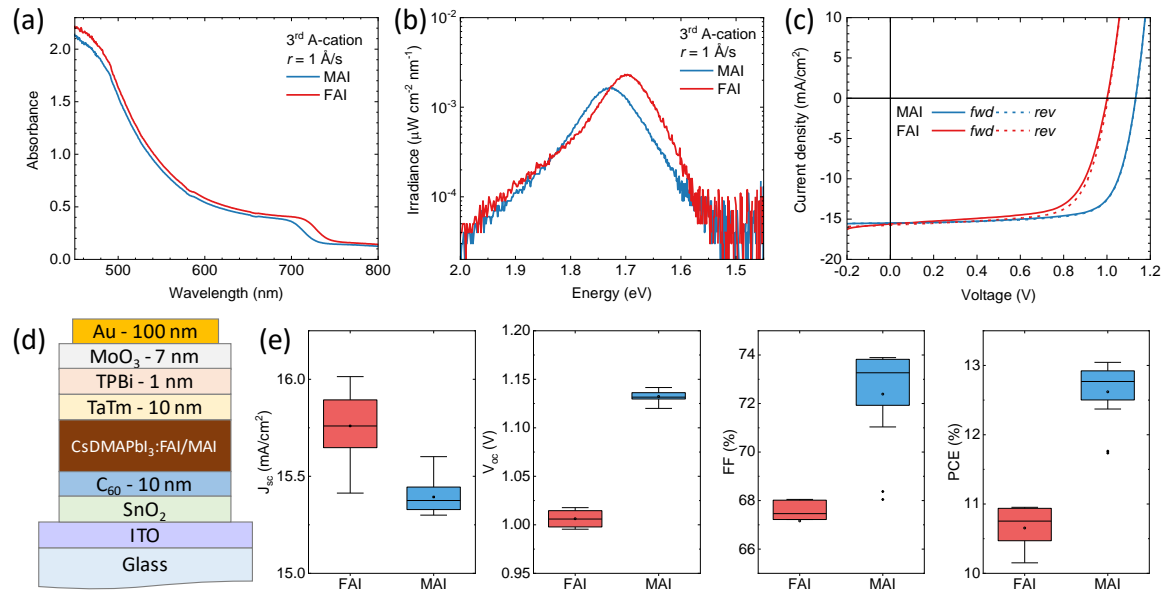 (a)
2.0
1.5
1.0
0.5
0.0
Absorbance
500
600
700
800
Wavelength (nm)
3rd A-cation
r = 1 Å/s
MAI
FAI
(b)
10⁻²
10⁻³
10⁻⁴
Irradiance (μW cm⁻² nm⁻¹)
2.0
1.9
1.8
1.7
1.6
1.5
Energy (eV)
3rd A-cation
r = 1 Å/s
MAI
FAI
(c)
10
5
0
-5
-10
-15
-20
Current density (mA/cm²)
-0.2
0.0
0.2
0.4
0.6
0.8
1.0
1.2
Voltage (V)
MAI fwd rev
FAI fwd rev
(d)
Au - 100 nm
MoO₃ - 7 nm
TPBi - 1 nm
TaTm - 10 nm
CsDMAPbI₃:FAI/MAI
C₆₀ - 10 nm
SnO₂
ITO
Glass
(e)
16.0
15.5
15.0
J_sc (mA/cm²)
FAI
MAI
1.20
1.15
1.10
1.05
1.00
0.95
V_oc (V)
FAI
MAI
74
72
70
68
66
FF (%)
FAI
MAI
13
12
11
10
PCE (%)
FAI
MAI